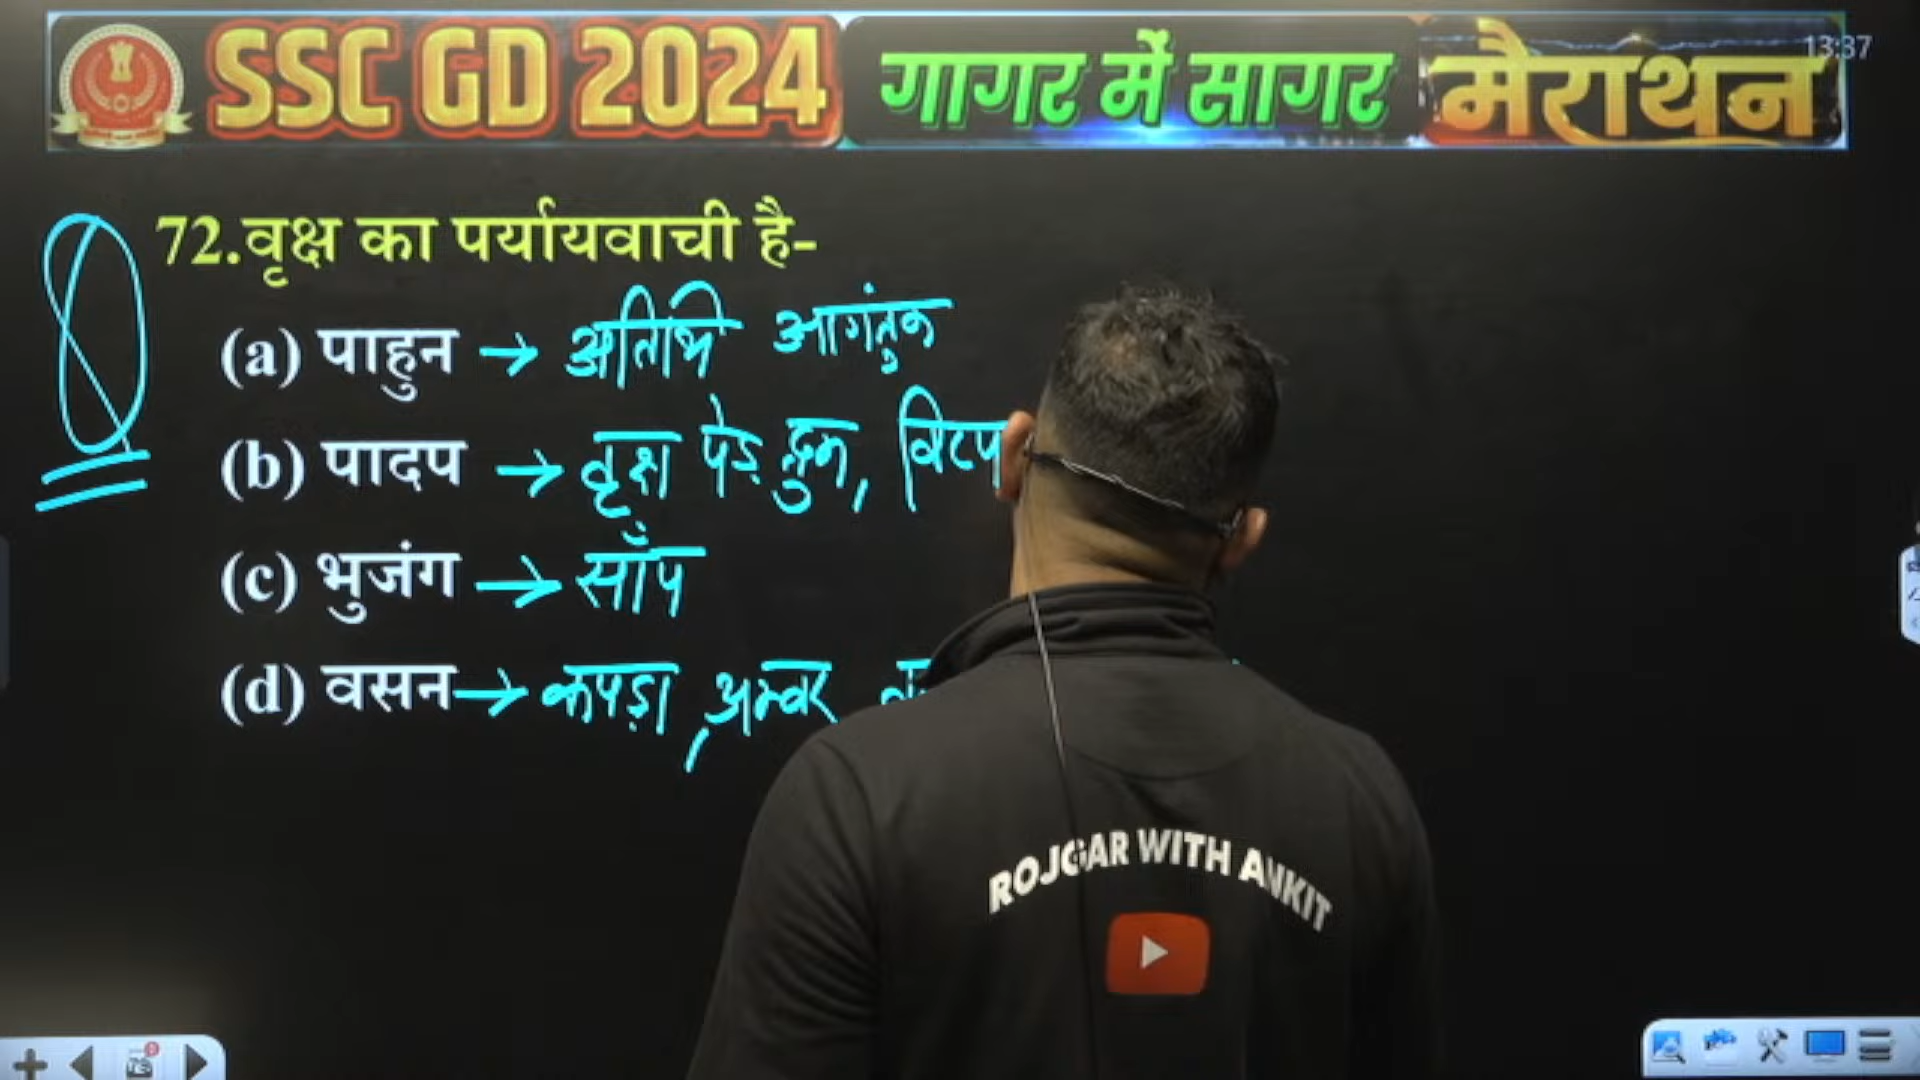 SSC GD 2024 गागर में सागर मैराथन
13:37
72.वृक्ष का पर्यायवाची है-
(a) पाहुन → अतिथि आगंतुक
(b) पादप → वृक्ष पेड़ द्रुम, विटप
(c) भुजंग → साँप
(d) वसन → कपड़ा, अम्बर
ROJGAR WITH ANKIT